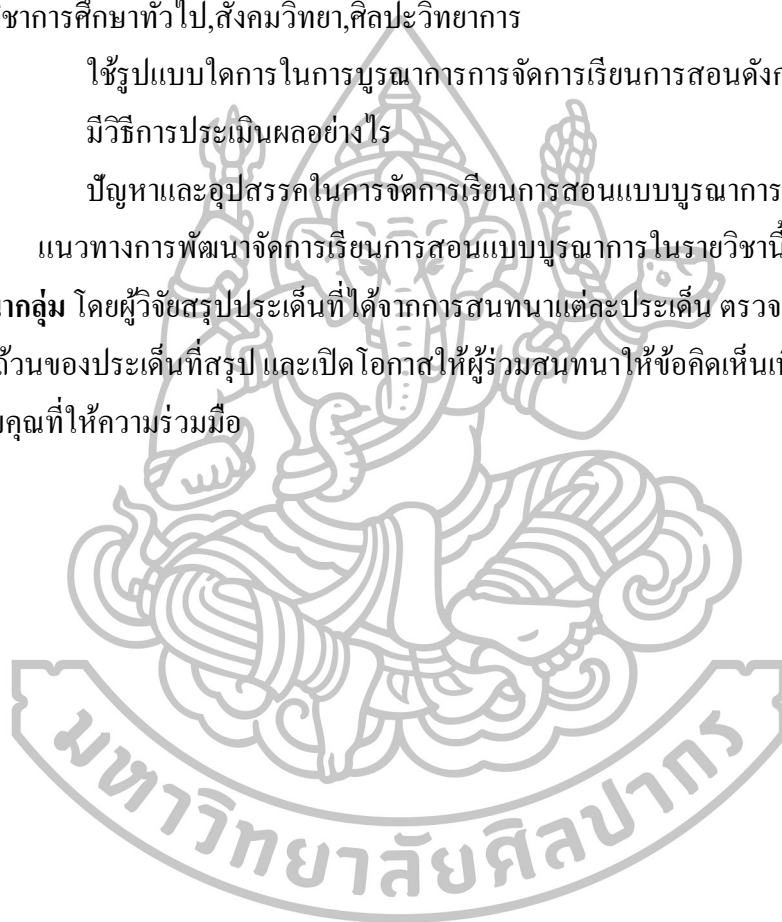 ชาการศึกษาทั่วไป,สังคมวิทยา,ศิลปะวิทยาการ
ใช้รูปแบบใดการในการบูรณาการการจัดการเรียนการสอนดังก
มีวิธีการประเมินผลอย่างไร
ปัญหาและอุปสรรคในการจัดการเรียนการสอนแบบบูรณาการ
แนวทางการพัฒนาจัดการเรียนการสอนแบบบูรณาการในรายวิชานี้
ากลุ่ม โดยผู้วิจัยสรุปประเด็นที่ได้จากการสนทนาแต่ละประเด็น ตรวจ
ถ้วนของประเด็นที่สรุป และเปิดโอกาสให้ผู้ร่วมสนทนาให้ข้อคิดเห็นเ
คุณที่ให้ความร่วมมือ
มหาวิทยาลัยศิลปากร